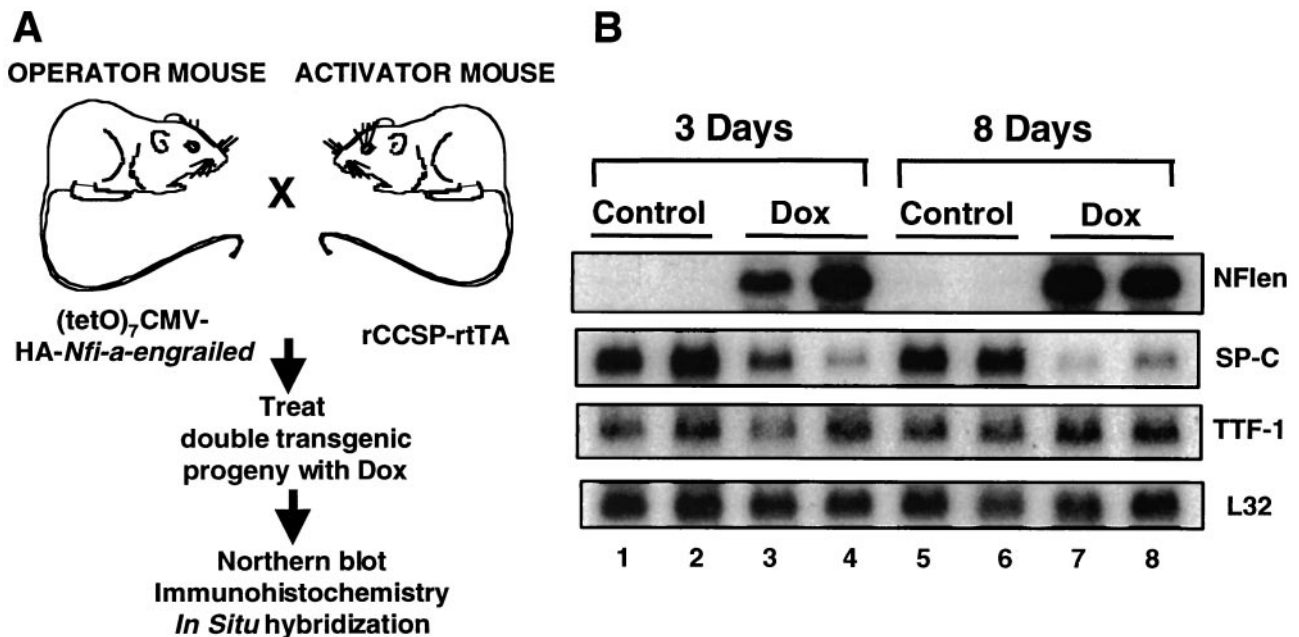 A
OPERATOR MOUSE ACTIVATOR MOUSE
X
(tetO)7CMV-
HA-Nfi-a-engrailed
rCCSP-rtTA
Treat
double transgenic
progeny with Dox
Northern blot
Immunohistochemistry
In Situ hybridization
B
3 Days 8 Days
Control Dox Control Dox
NFIen
SP-C
TTF-1
L32
1 2 3 4 5 6 7 8